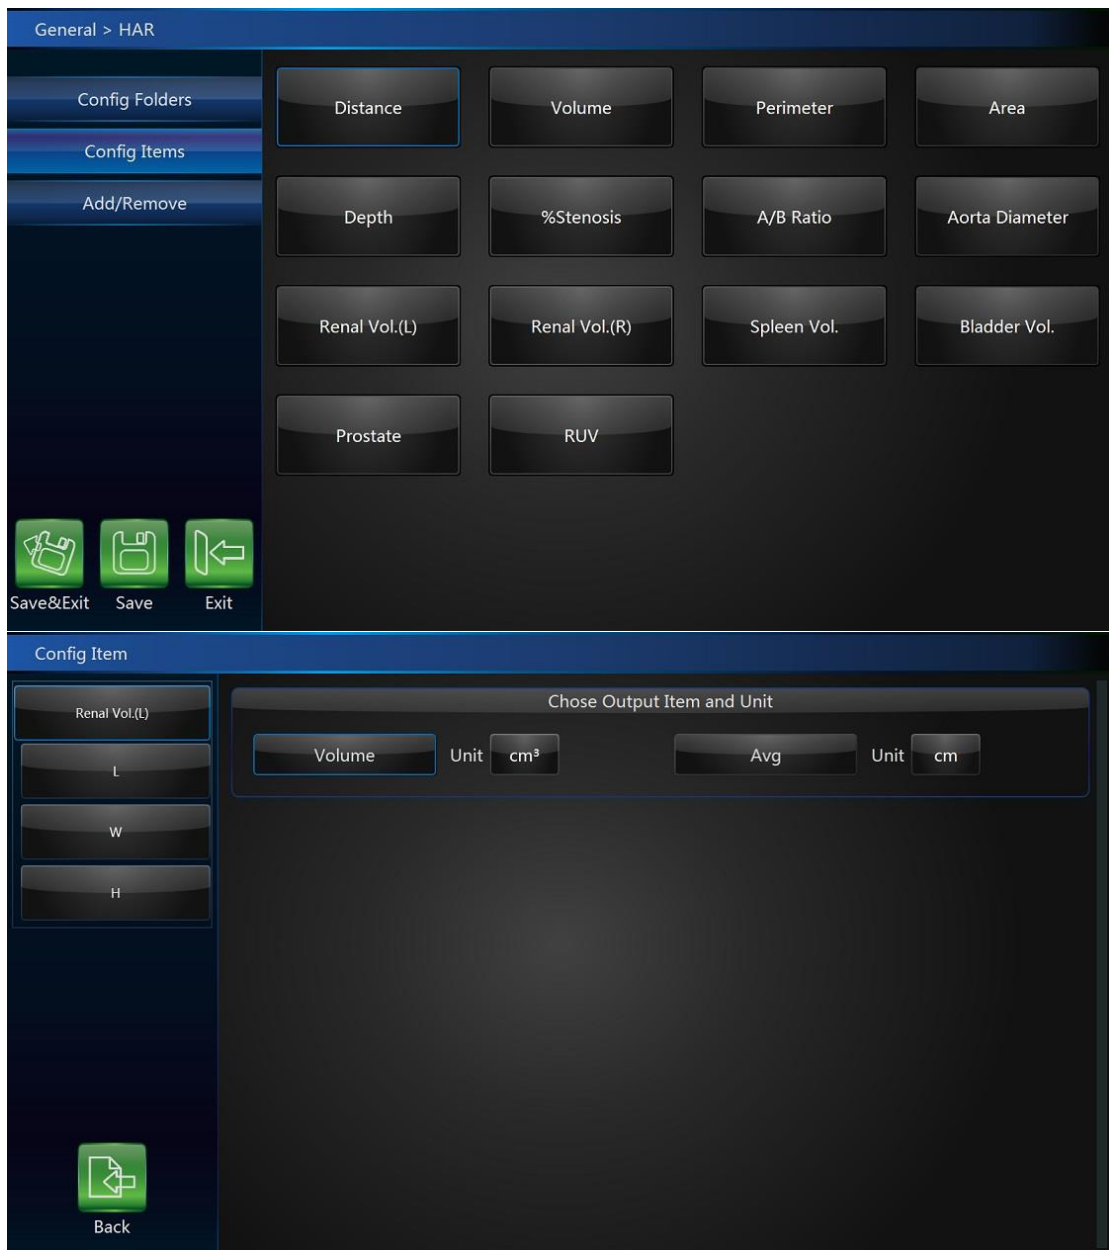 General > HAR
Config Folders
Config Items
Add/Remove
Distance Volume Perimeter Area
Depth %Stenosis A/B Ratio Aorta Diameter
Renal Vol.(L) Renal Vol.(R) Spleen Vol. Bladder Vol.
Prostate RUV
Save&Exit Save Exit
Config Item
Renal Vol.(L)
L
W
H
Chose Output Item and Unit
Volume Unit cm³ Avg Unit cm
Back